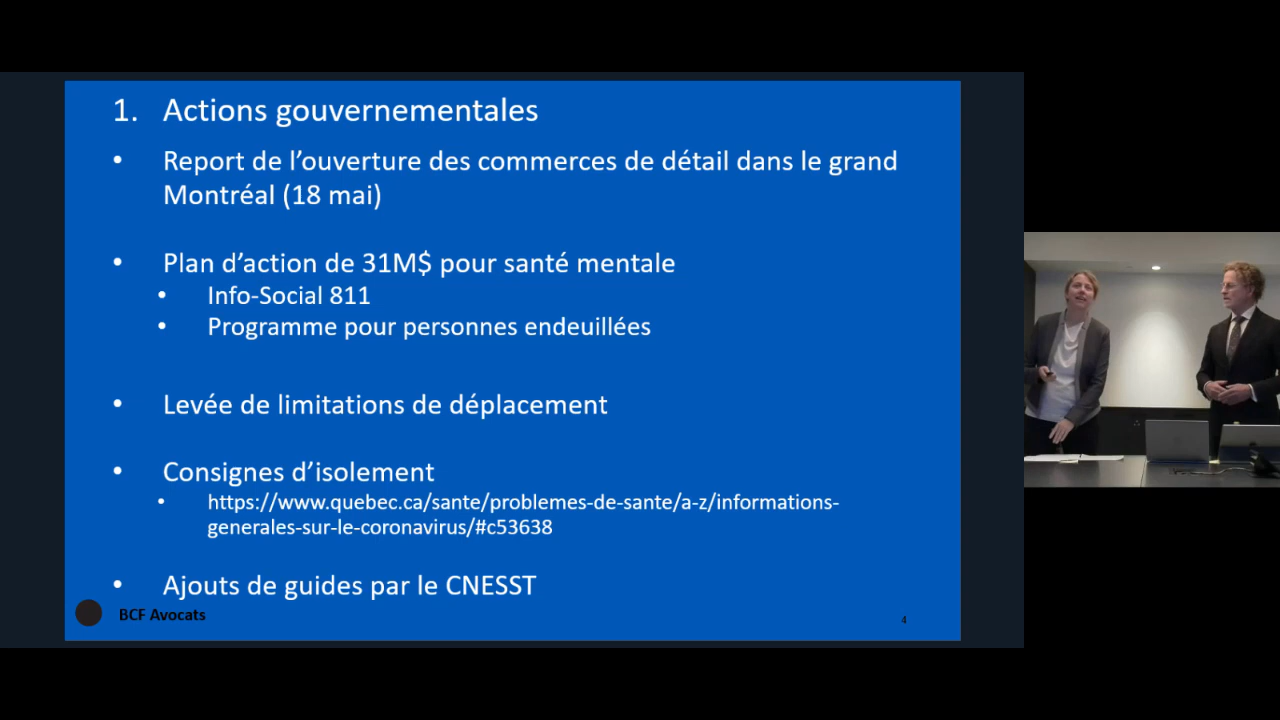 1. Actions gouvernementales
• Report de l’ouverture des commerces de détail dans le grand
Montréal (18 mai)
• Plan d’action de 31M$ pour santé mentale
• Info-Social 811
• Programme pour personnes endeuillées
• Levée de limitations de déplacement
• Consignes d’isolement
• https://www.quebec.ca/sante/problemes-de-sante/a-z/informations-
generales-sur-le-coronavirus/#c53638
• Ajouts de guides par le CNESST
BCF Avocats
4